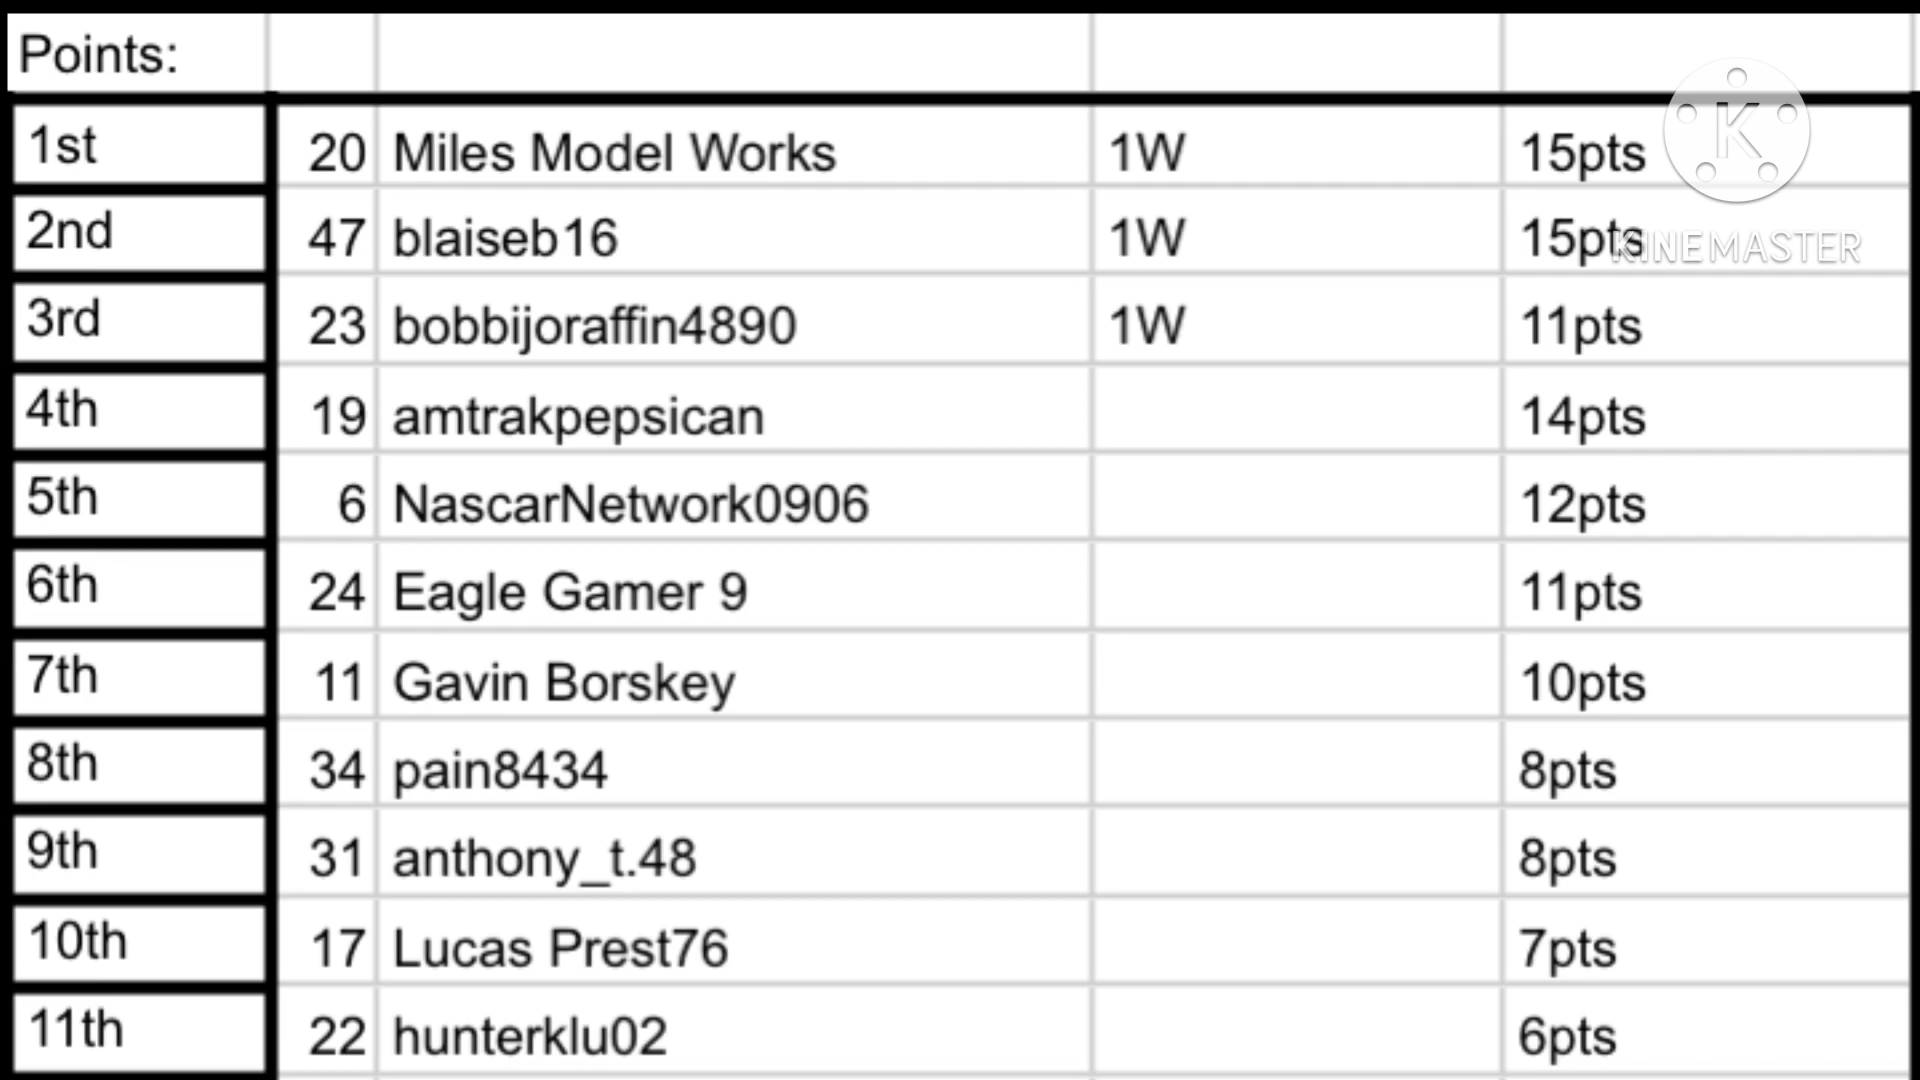 Points:
1st 20 Miles Model Works 1W 15pts
2nd 47 blaiseb16 1W 15pts
3rd 23 bobbijoraffin4890 1W 11pts
4th 19 amtrakpepsican 14pts
5th 6 NascarNetwork0906 12pts
6th 24 Eagle Gamer 9 11pts
7th 11 Gavin Borskey 10pts
8th 34 pain8434 8pts
9th 31 anthony_t.48 8pts
10th 17 Lucas Prest76 7pts
11th 22 hunterklu02 6pts
K
KINEMASTER